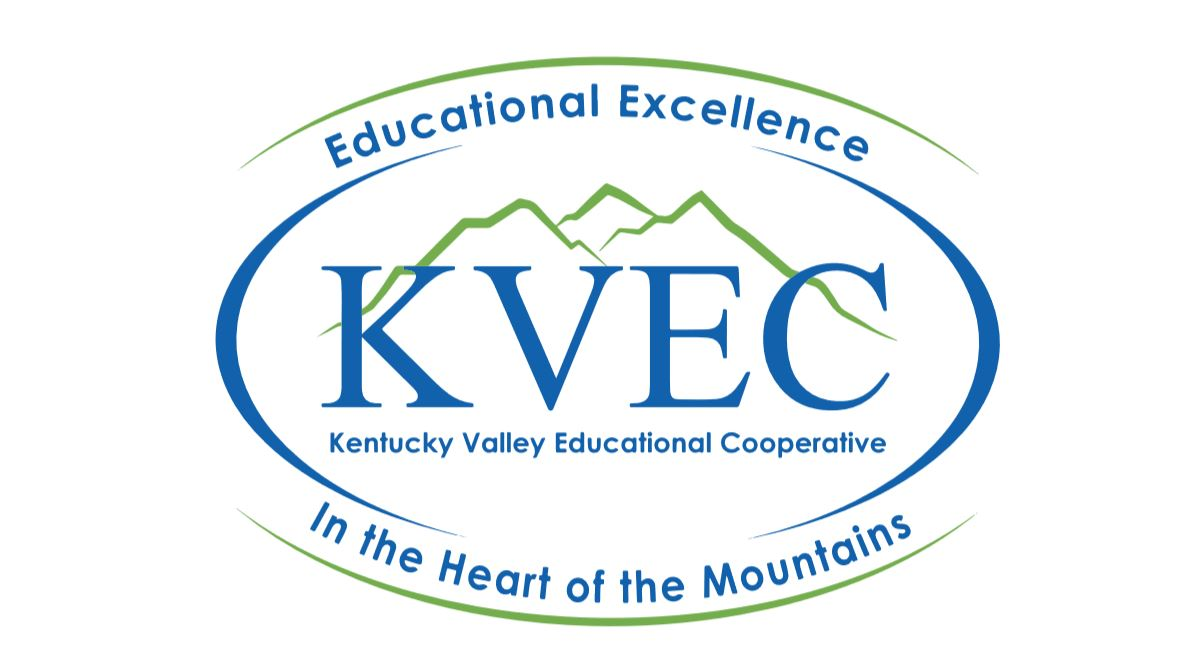 Educational Excellence
KVEC
Kentucky Valley Educational Cooperative
In the Heart of the Mountains